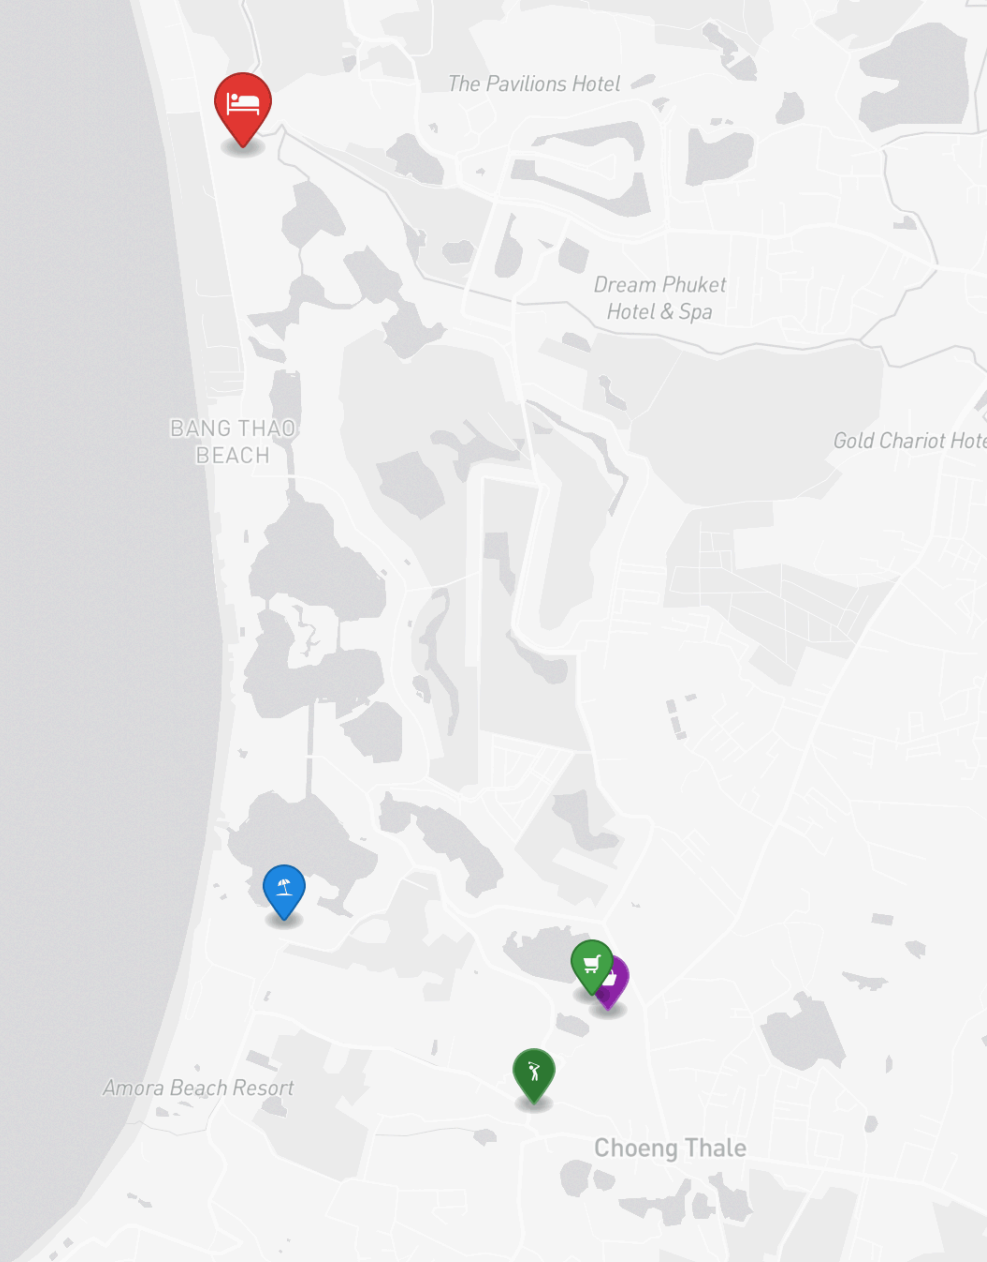 The Pavilions Hotel
Dream Phuket
Hotel & Spa
BANG THAO
BEACH
Gold Chariot Hote
Amora Beach Resort
Choeng Thale